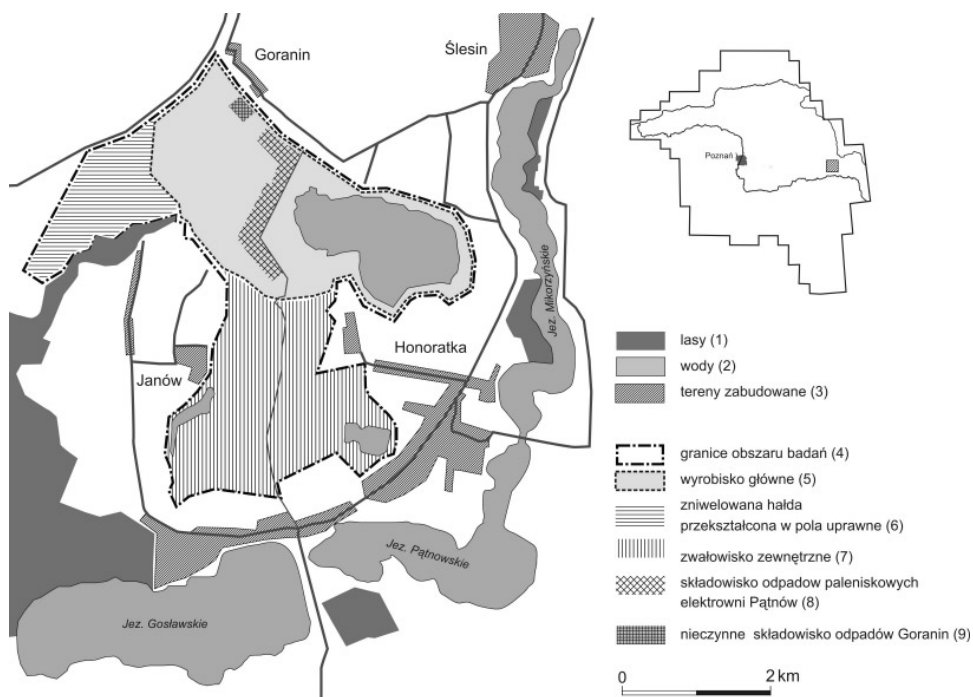 Goranin
Ślesin
Poznań
Jez. Mikorzyńskie
Honoratka
Janów
Jez. Pątnowskie
Jez. Gosławskie
lasy (1)
wody (2)
tereny zabudowane (3)
granice obszaru badań (4)
wyrobisko główne (5)
zniwelowana hałda
przekształcona w pola uprawne (6)
zwałowisko zewnętrzne (7)
składowisko odpadow paleniskowych
elektrowni Pątnów (8)
nieczynne składowisko odpadów Goranin (9)
0 2 km